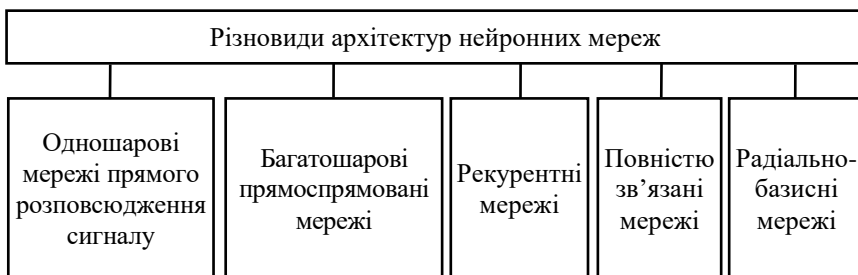 Різновиди архітектур нейронних мереж
Одношарові
мережі прямого
розповсюдження
сигналу
Багатошарові
прямоспрямовані
мережі
Рекурентні
мережі
Повністю
зв’язані
мережі
Радіально-
базисні
мережі